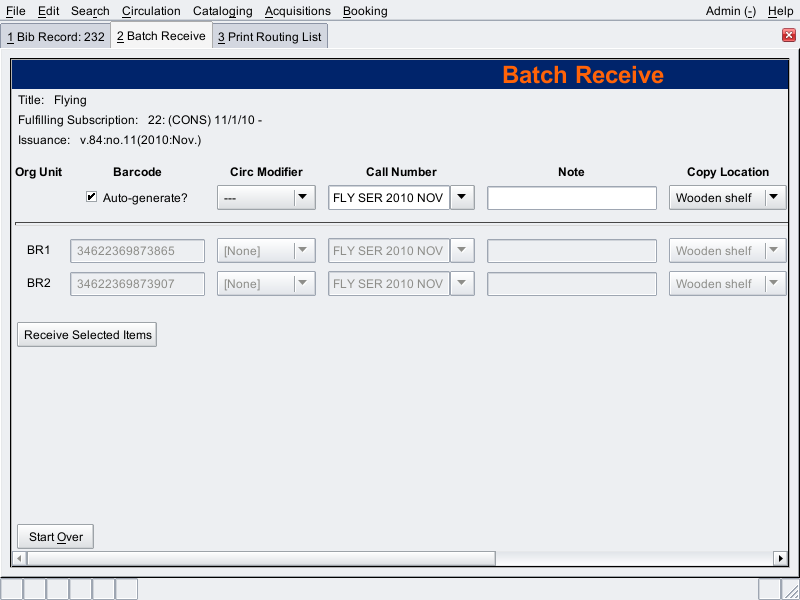 File Edit Search Circulation Cataloging Acquisitions Booking Admin (-) Help
1 Bib Record: 232 2 Batch Receive 3 Print Routing List
Batch Receive
Title: Flying
Fulfilling Subscription: 22: (CONS) 11/1/10 -
Issuance: v.84:no.11(2010:Nov.)
Org Unit Barcode Circ Modifier Call Number Note Copy Location
Auto-generate? --- FLY SER 2010 NOV Wooden shelf
BR1 34622369873865 [None] FLY SER 2010 NOV Wooden shelf
BR2 34622369873907 [None] FLY SER 2010 NOV Wooden shelf
Receive Selected Items
Start Over